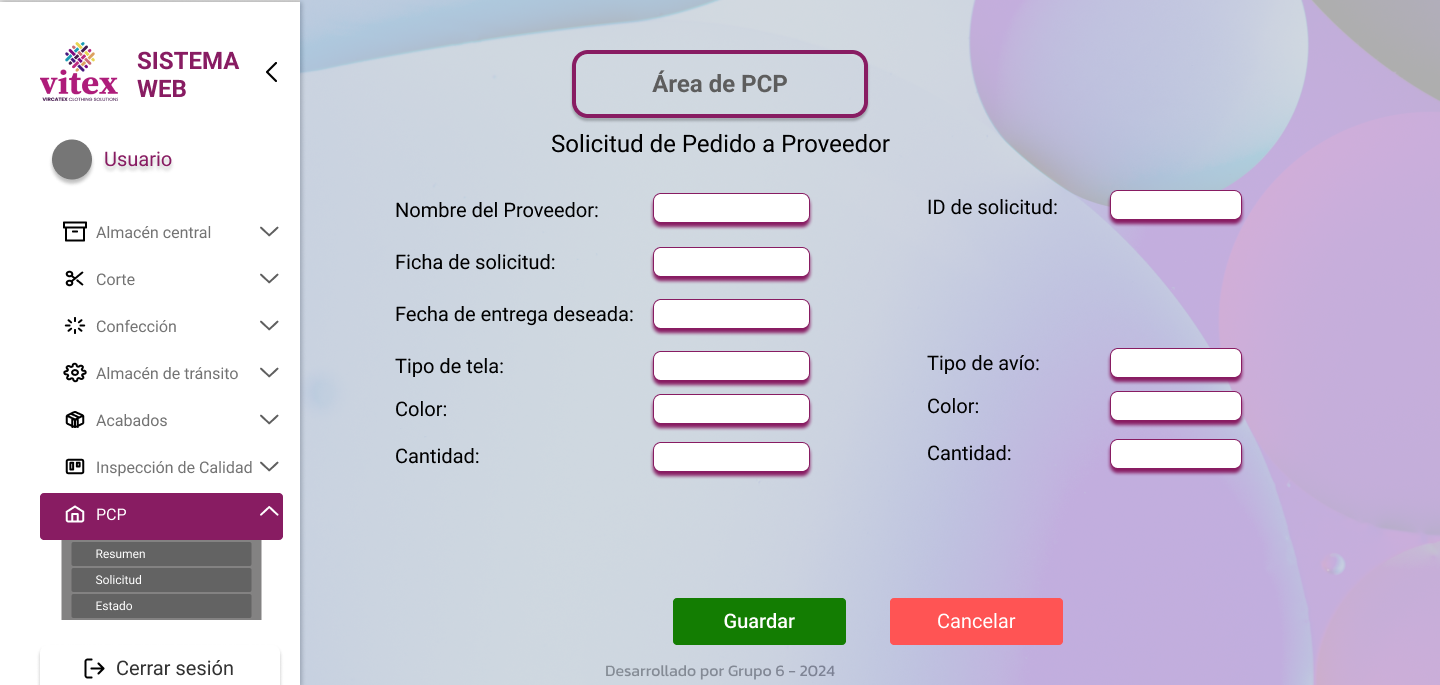 vitex
VIRCATEX CLOTHING SOLUTIONS
SISTEMA
WEB
Usuario
Almacén central
Corte
Confección
Almacén de tránsito
Acabados
Inspección de Calidad
PCP
Resumen
Solicitud
Estado
Cerrar sesión
Área de PCP
Solicitud de Pedido a Proveedor
Nombre del Proveedor:
ID de solicitud:
Ficha de solicitud:
Fecha de entrega deseada:
Tipo de tela:
Tipo de avío:
Color:
Color:
Cantidad:
Cantidad:
Guardar
Cancelar
Desarrollado por Grupo 6 - 2024